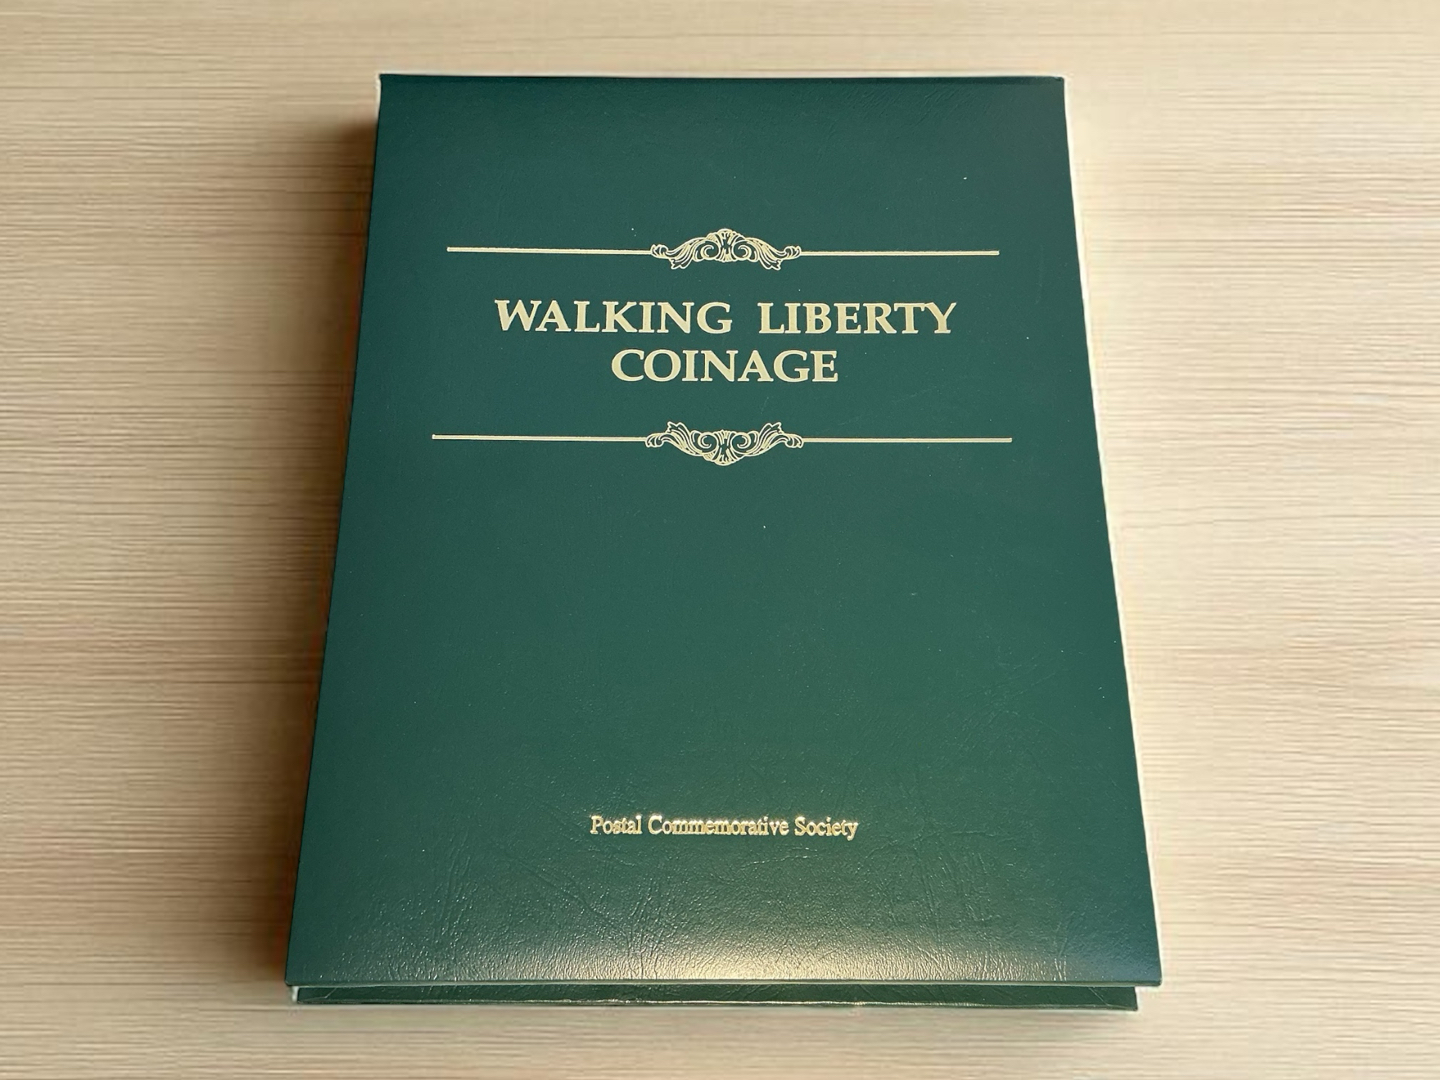 WALKING LIBERTY
COINAGE
Postal Commemorative Society